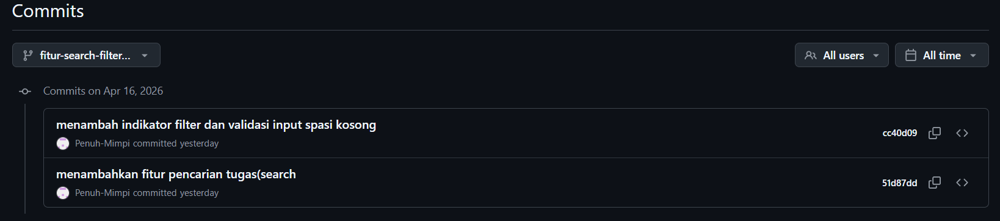 Commits
fitur-search-filter...
All users
All time
Commits on Apr 16, 2026
menambah indikator filter dan validasi input spasi kosong
Penuh-Mimpi committed yesterday
cc40d09
menambahkan fitur pencarian tugas(search
Penuh-Mimpi committed yesterday
51d87dd